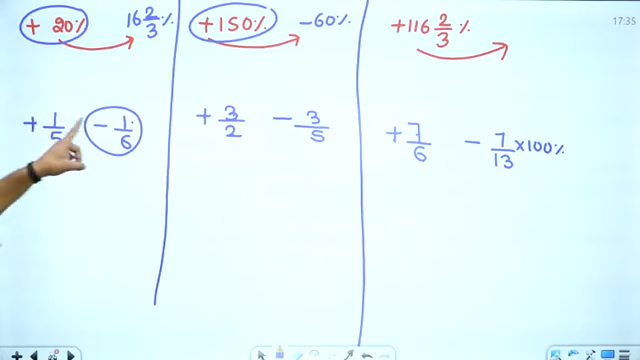 + 20% 16 2/3 %
+ 1/5 - 1/6
+150% -60%
+ 3/2 - 3/5
+116 2/3 %
+ 7/6 - 7/13 ×100%
17:35